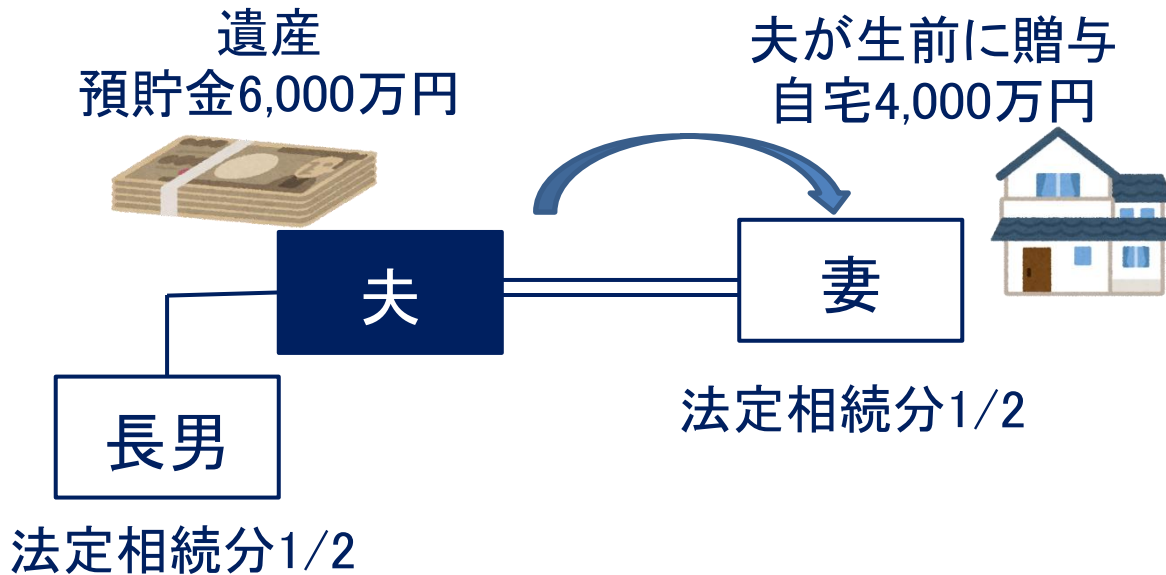 遺産
預貯金6,000万円
夫が生前に贈与
自宅4,000万円
夫
妻
長男
法定相続分1/2
法定相続分1/2